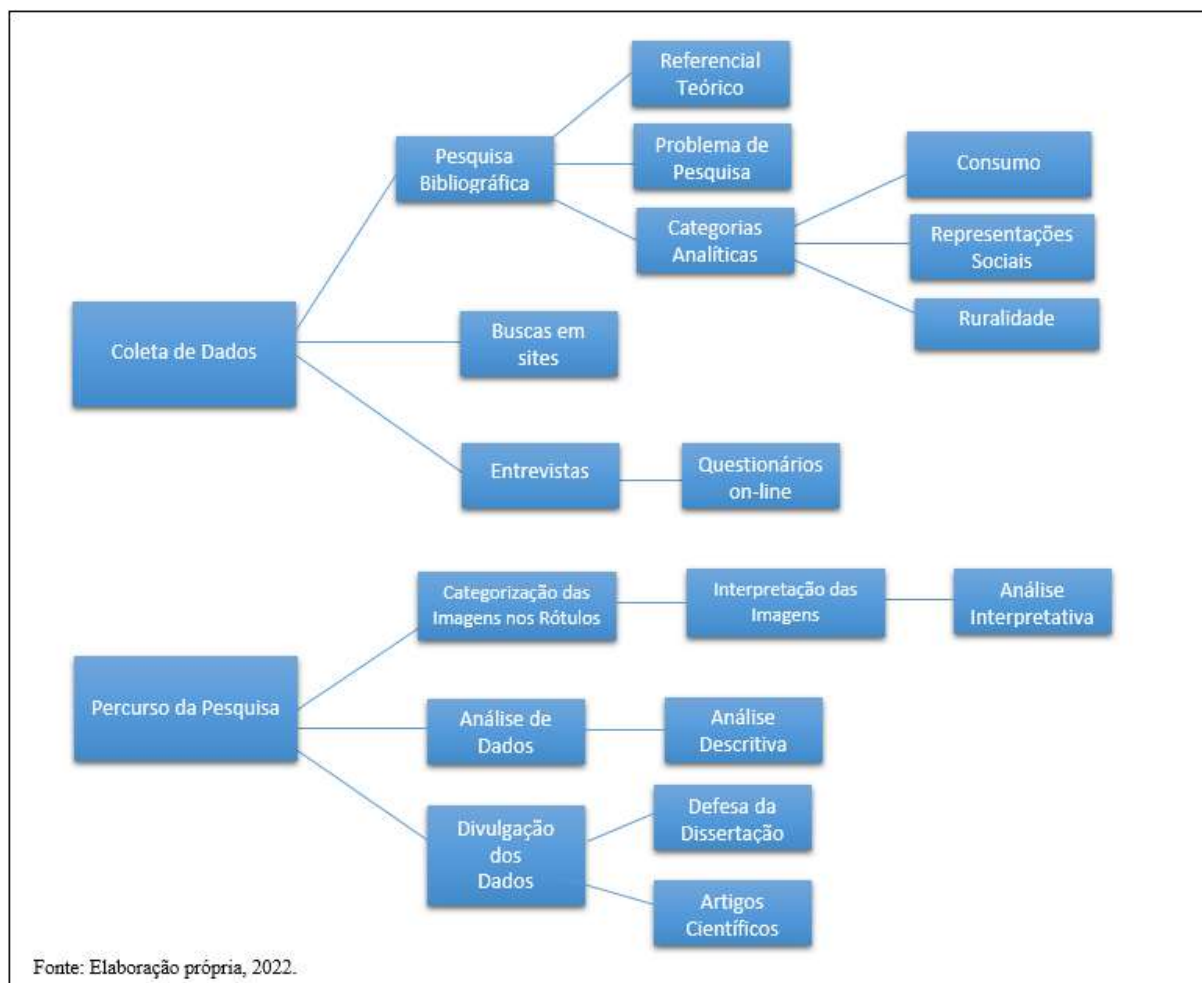 Referencial
Teórico
Pesquisa
Bibliográfica
Problema de
Pesquisa
Consumo
Categorias
Analíticas
Representações
Sociais
Ruralidade
Coleta de Dados
Buscas em
sites
Entrevistas
Questionários
on-line
Categorização das
Imagens nos Rótulos
Interpretação das
Imagens
Análise
Interpretativa
Percurso da Pesquisa
Análise de
Dados
Análise
Descritiva
Divulgação
dos
Dados
Defesa da
Dissertação
Artigos
Científicos
Fonte: Elaboração própria, 2022.